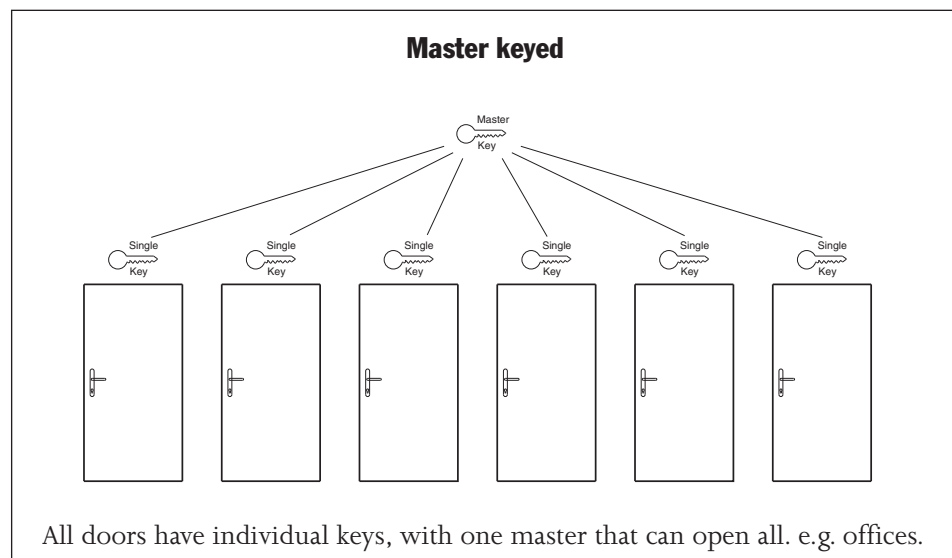 Master keyed
Master
Key
Single
Key
Single
Key
Single
Key
Single
Key
Single
Key
Single
Key
All doors have individual keys, with one master that can open all. e.g. offices.